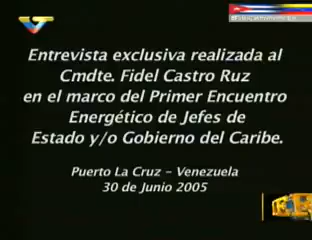 Entrevista exclusiva realizada al
Cmdte. Fidel Castro Ruz
en el marco del Primer Encuentro
Energético de Jefes de
Estado y/o Gobierno del Caribe.
Puerto La Cruz - Venezuela
30 de Junio 2005